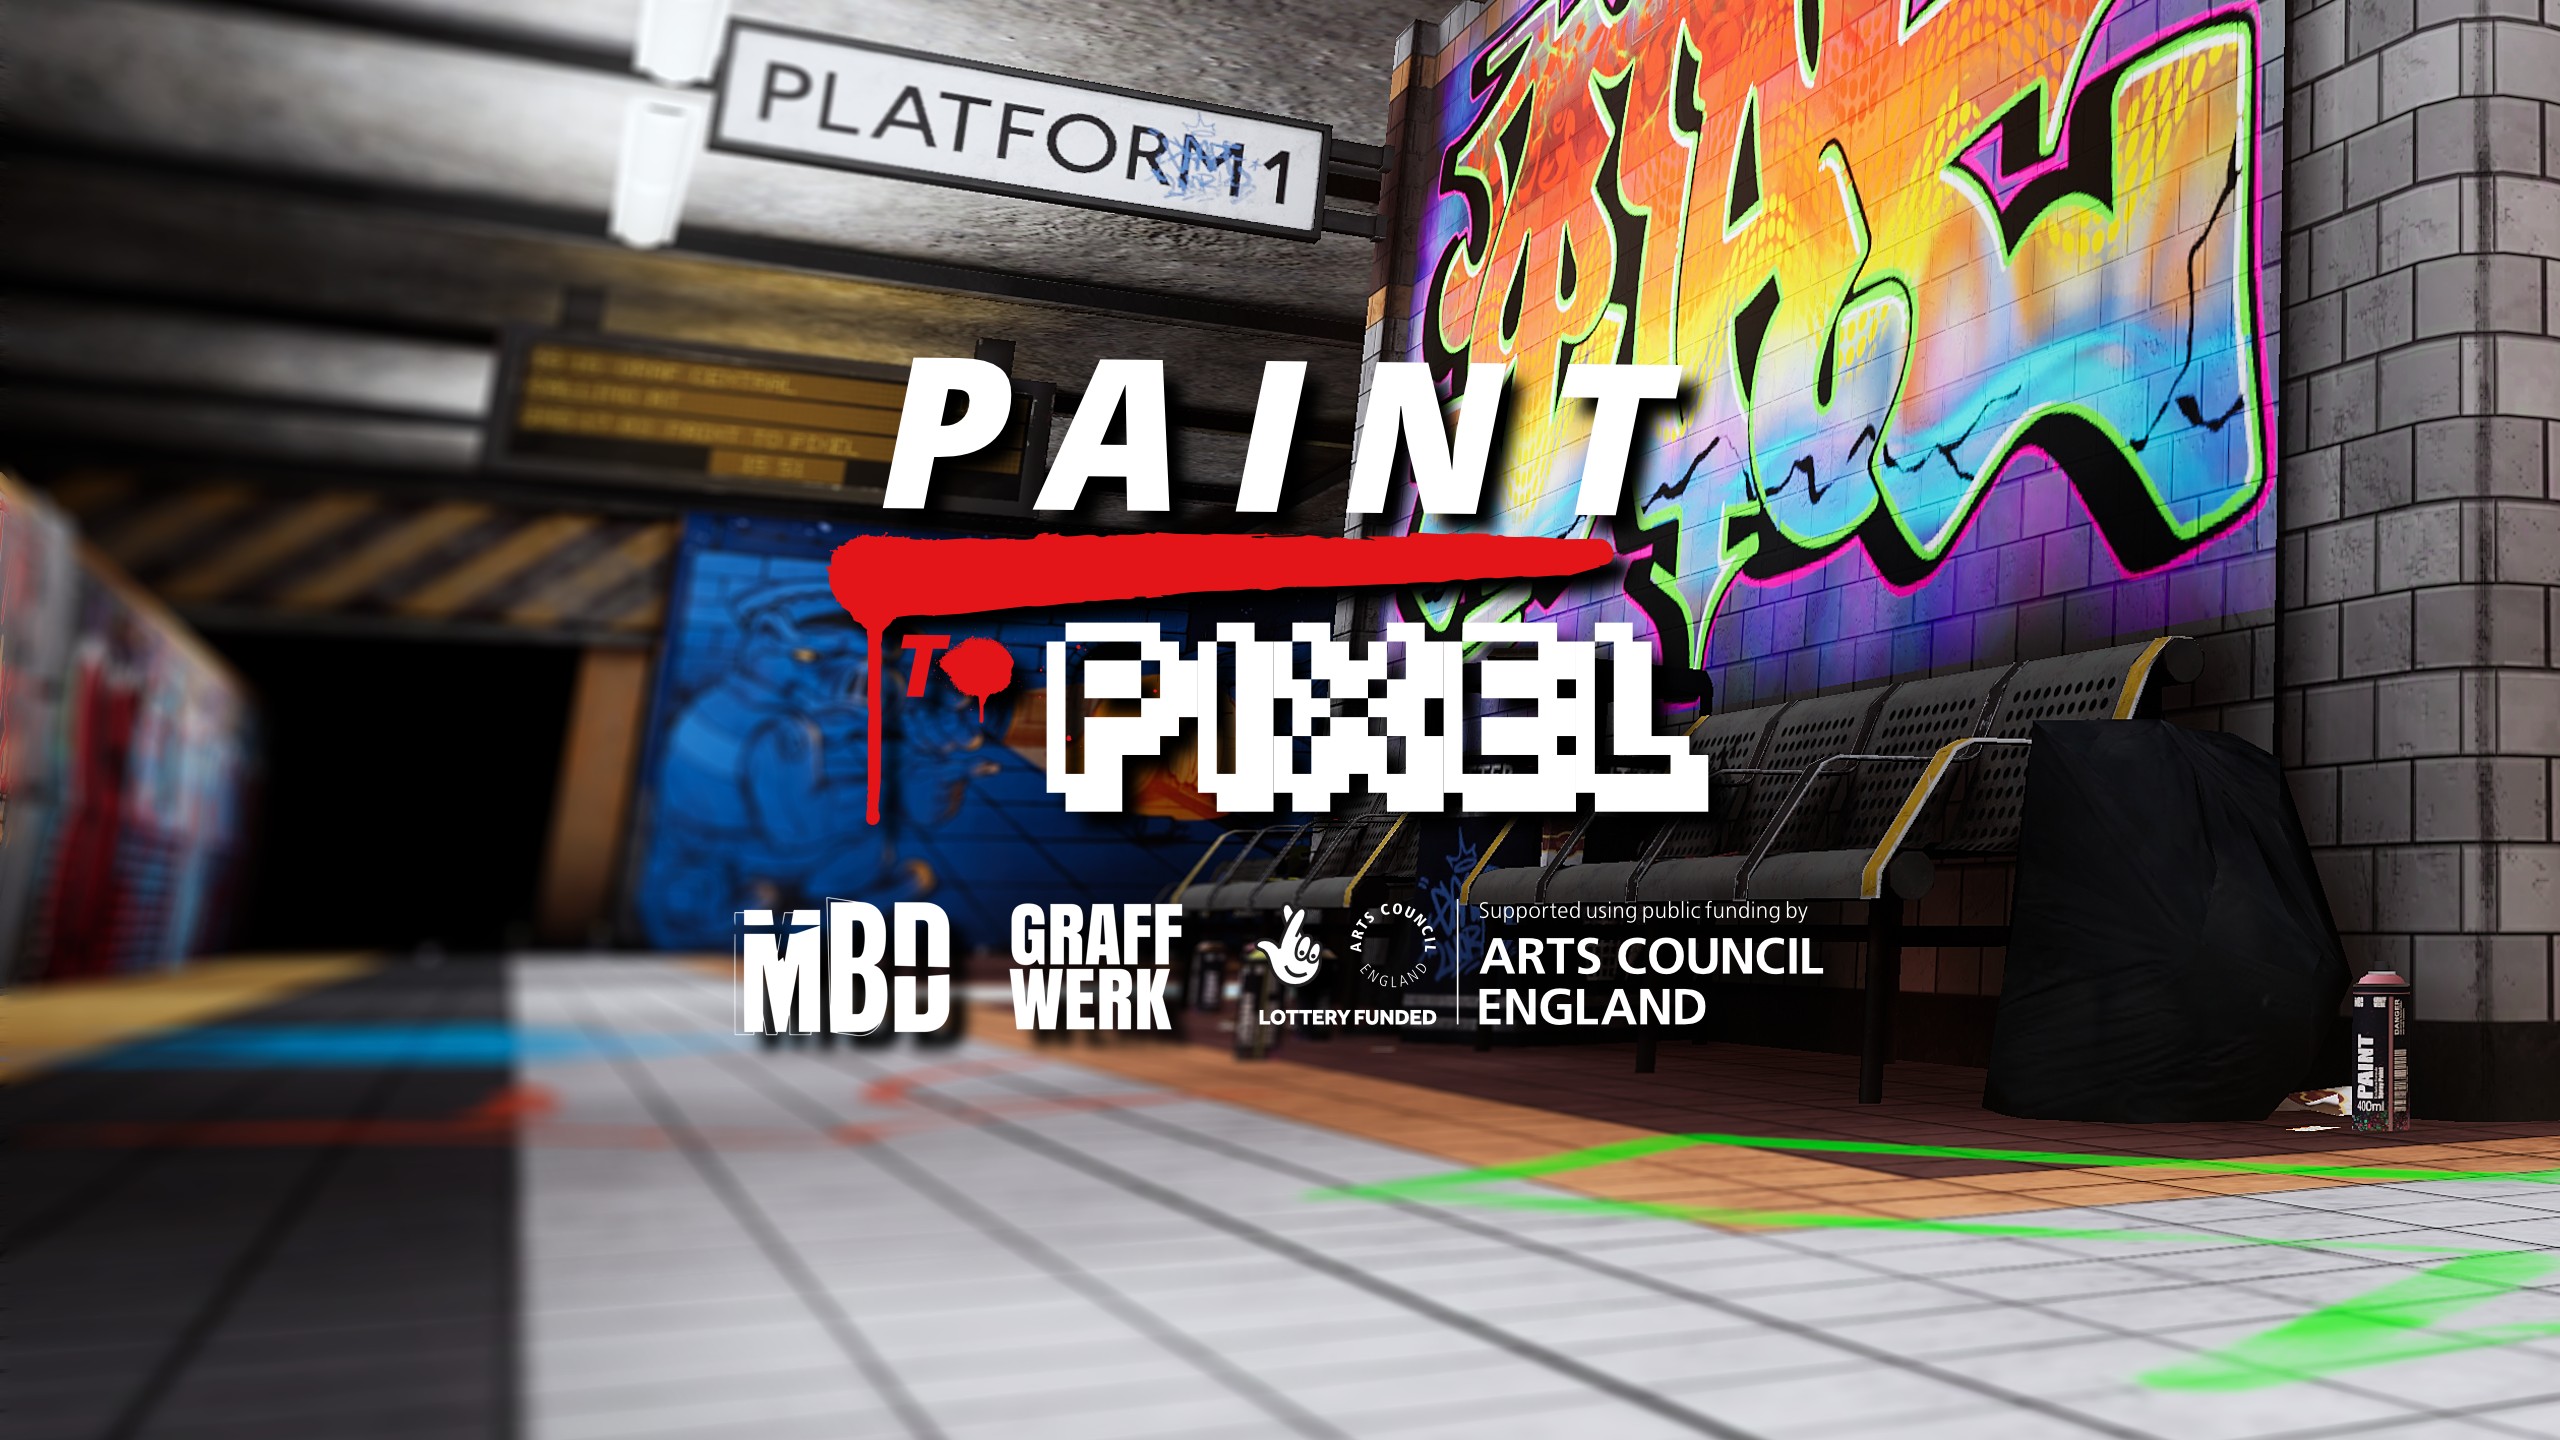 PLATFORM 1
PAINT
TO PIXEL
MBD
GRAFF
WERK
ARTS COUNCIL
ENGLAND
LOTTERY FUNDED
Supported using public funding by
ARTS COUNCIL
ENGLAND
PAINT
400ml
DANGER